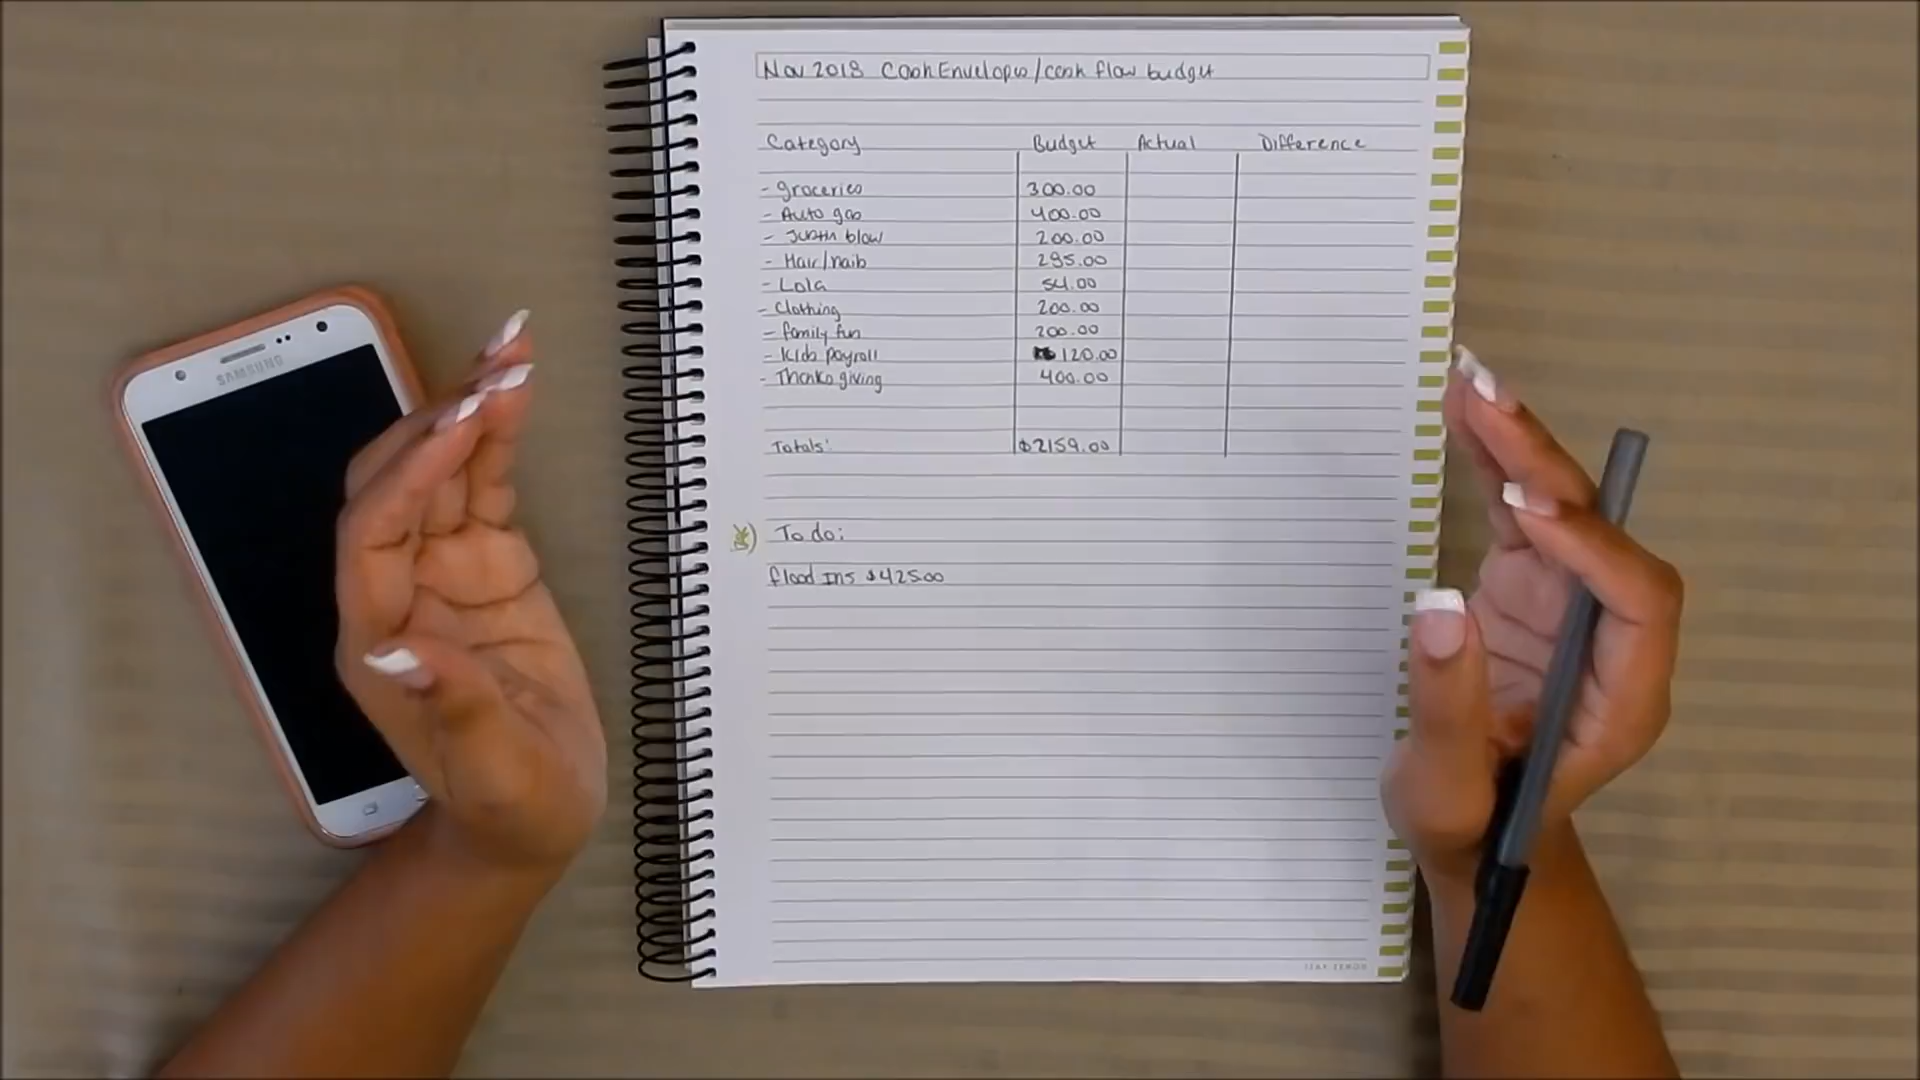 SAMSUNG
Nov 2018 Cash Envelopes/cash flow budget
Category Budget Actual Difference
- groceries 300.00
- Auto gas 400.00
- Justin blow 200.00
- Hair/nails 285.00
- Lola 54.00
- Clothing 200.00
- family fun 200.00
- Kids payroll 120.00
- Thanksgiving 400.00
Totals: $2159.00
To do:
flood Ins $425.00